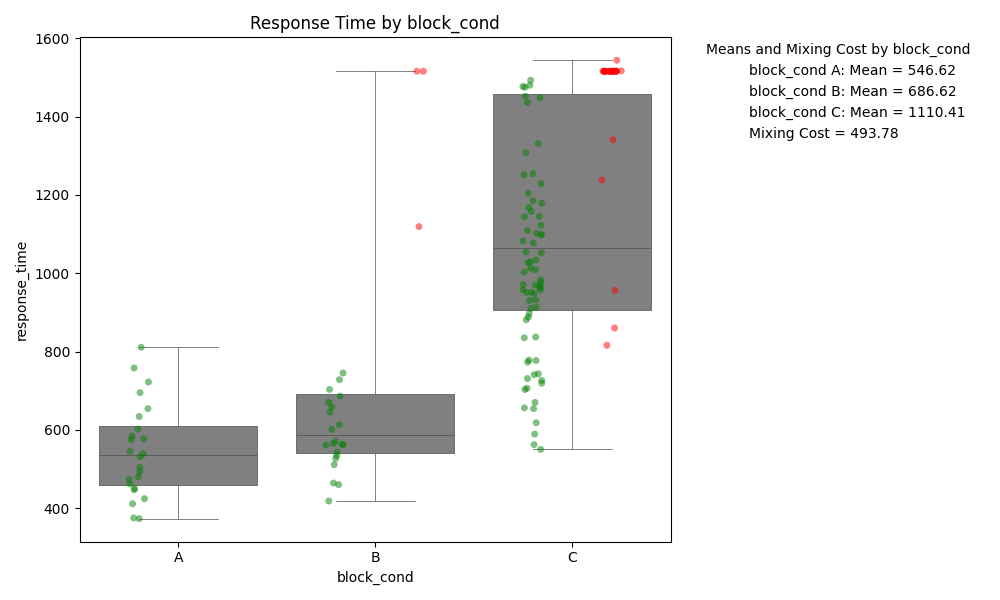 Response Time by block_cond
Means and Mixing Cost by block_cond
block_cond A: Mean = 546.62
block_cond B: Mean = 686.62
block_cond C: Mean = 1110.41
Mixing Cost = 493.78
response_time
1600
1400
1200
1000
800
600
400
A
B
C
block_cond